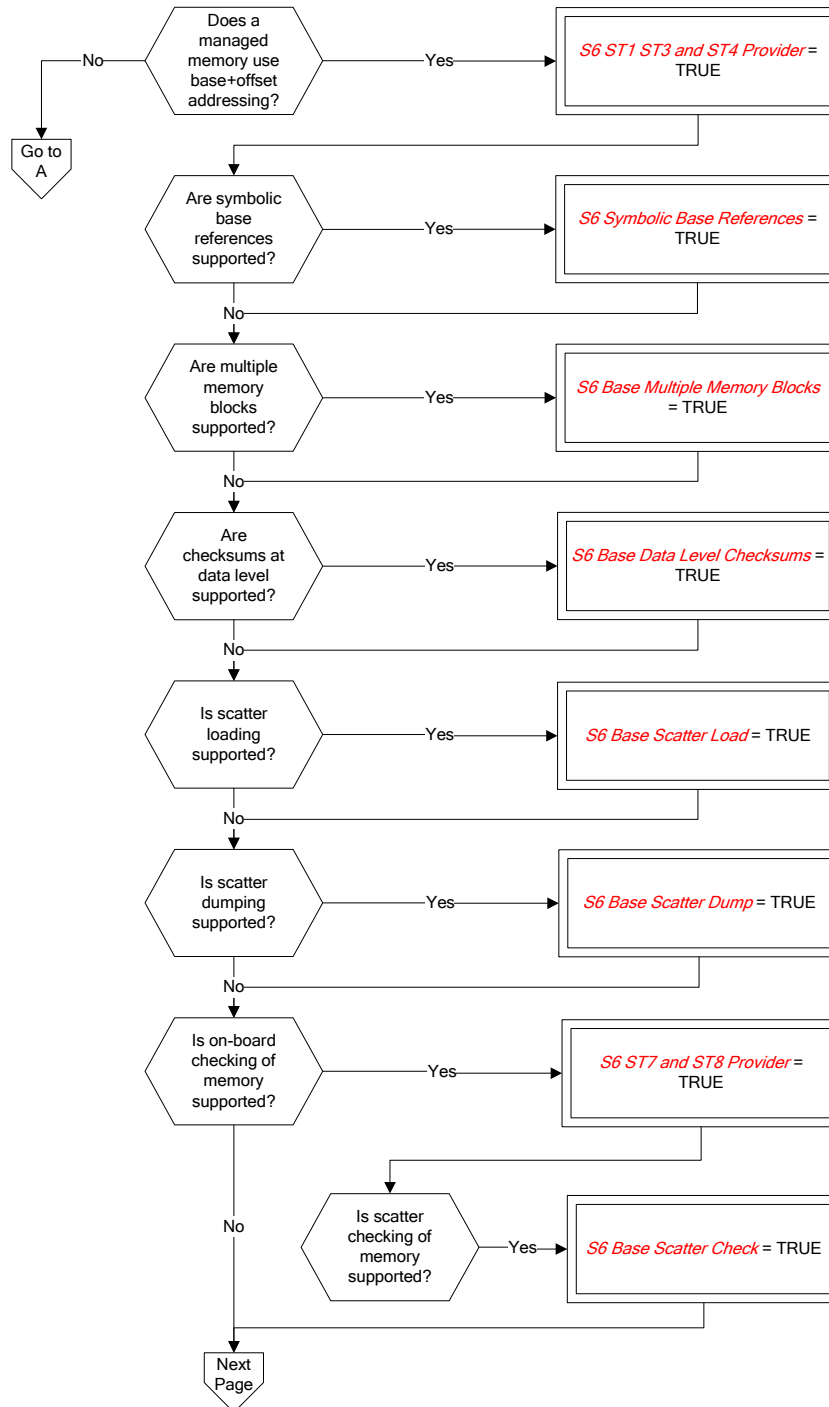 Does a
managed
memory use
base+offset
addressing?
No
Yes
S6 ST1 ST3 and ST4 Provider =
TRUE
Go to
A
Are symbolic
base
references
supported?
Yes
S6 Symbolic Base References =
TRUE
No
Are multiple
memory
blocks
supported?
Yes
S6 Base Multiple Memory Blocks
= TRUE
No
Are
checksums at
data level
supported?
Yes
S6 Base Data Level Checksums =
TRUE
No
Is scatter
loading
supported?
Yes
S6 Base Scatter Load = TRUE
No
Is scatter
dumping
supported?
Yes
S6 Base Scatter Dump = TRUE
No
Is on-board
checking of
memory
supported?
Yes
S6 ST7 and ST8 Provider =
TRUE
No
Is scatter
checking of
memory
supported?
Yes
S6 Base Scatter Check = TRUE
Next
Page